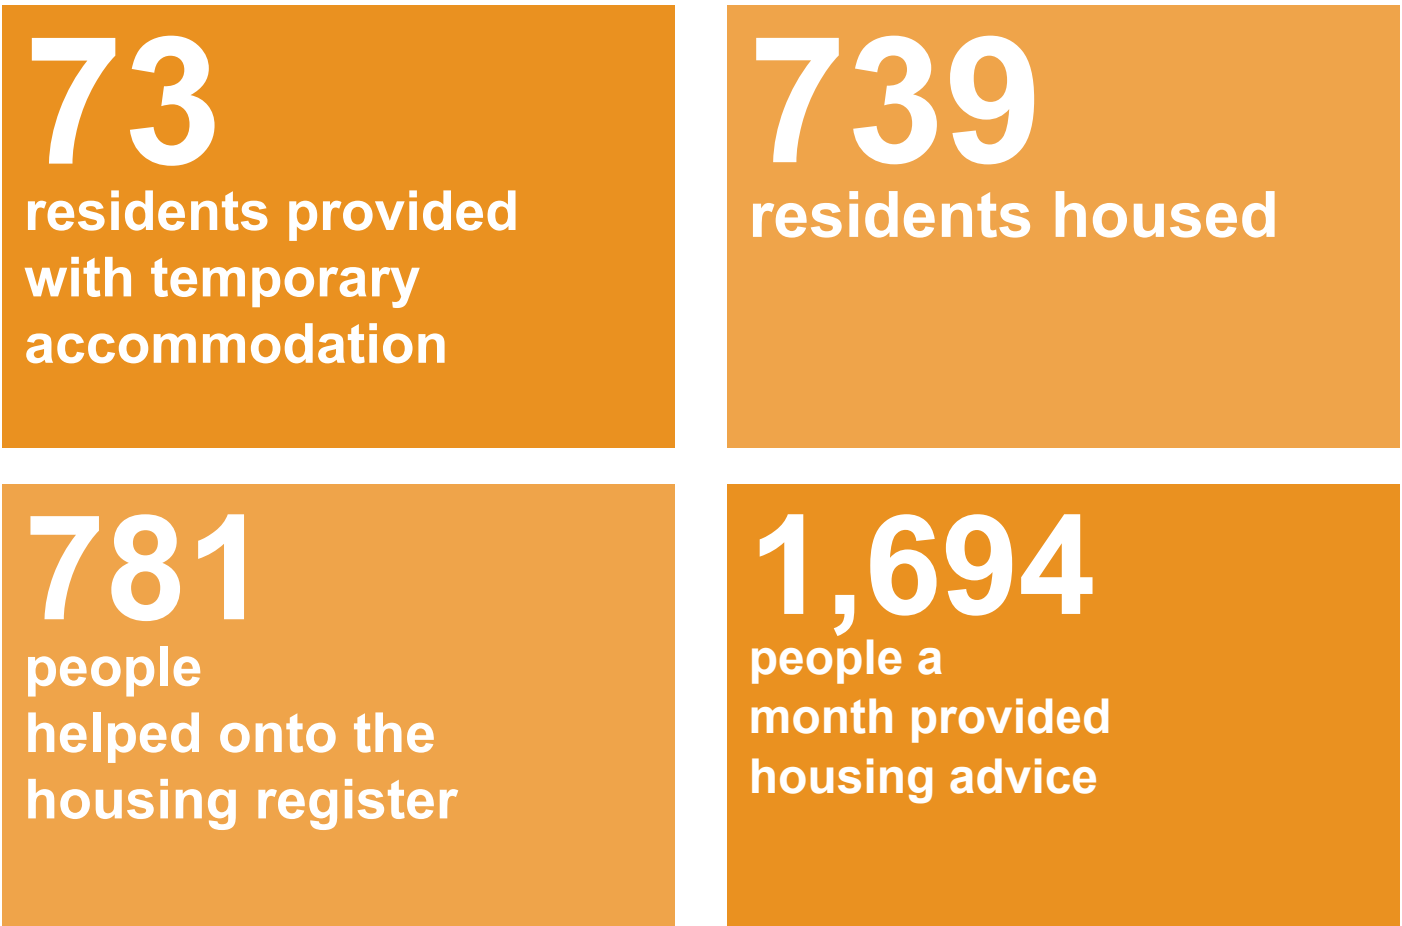 73
residents provided
with temporary
accommodation
739
residents housed
781
people
helped onto the
housing register
1,694
people a
month provided
housing advice